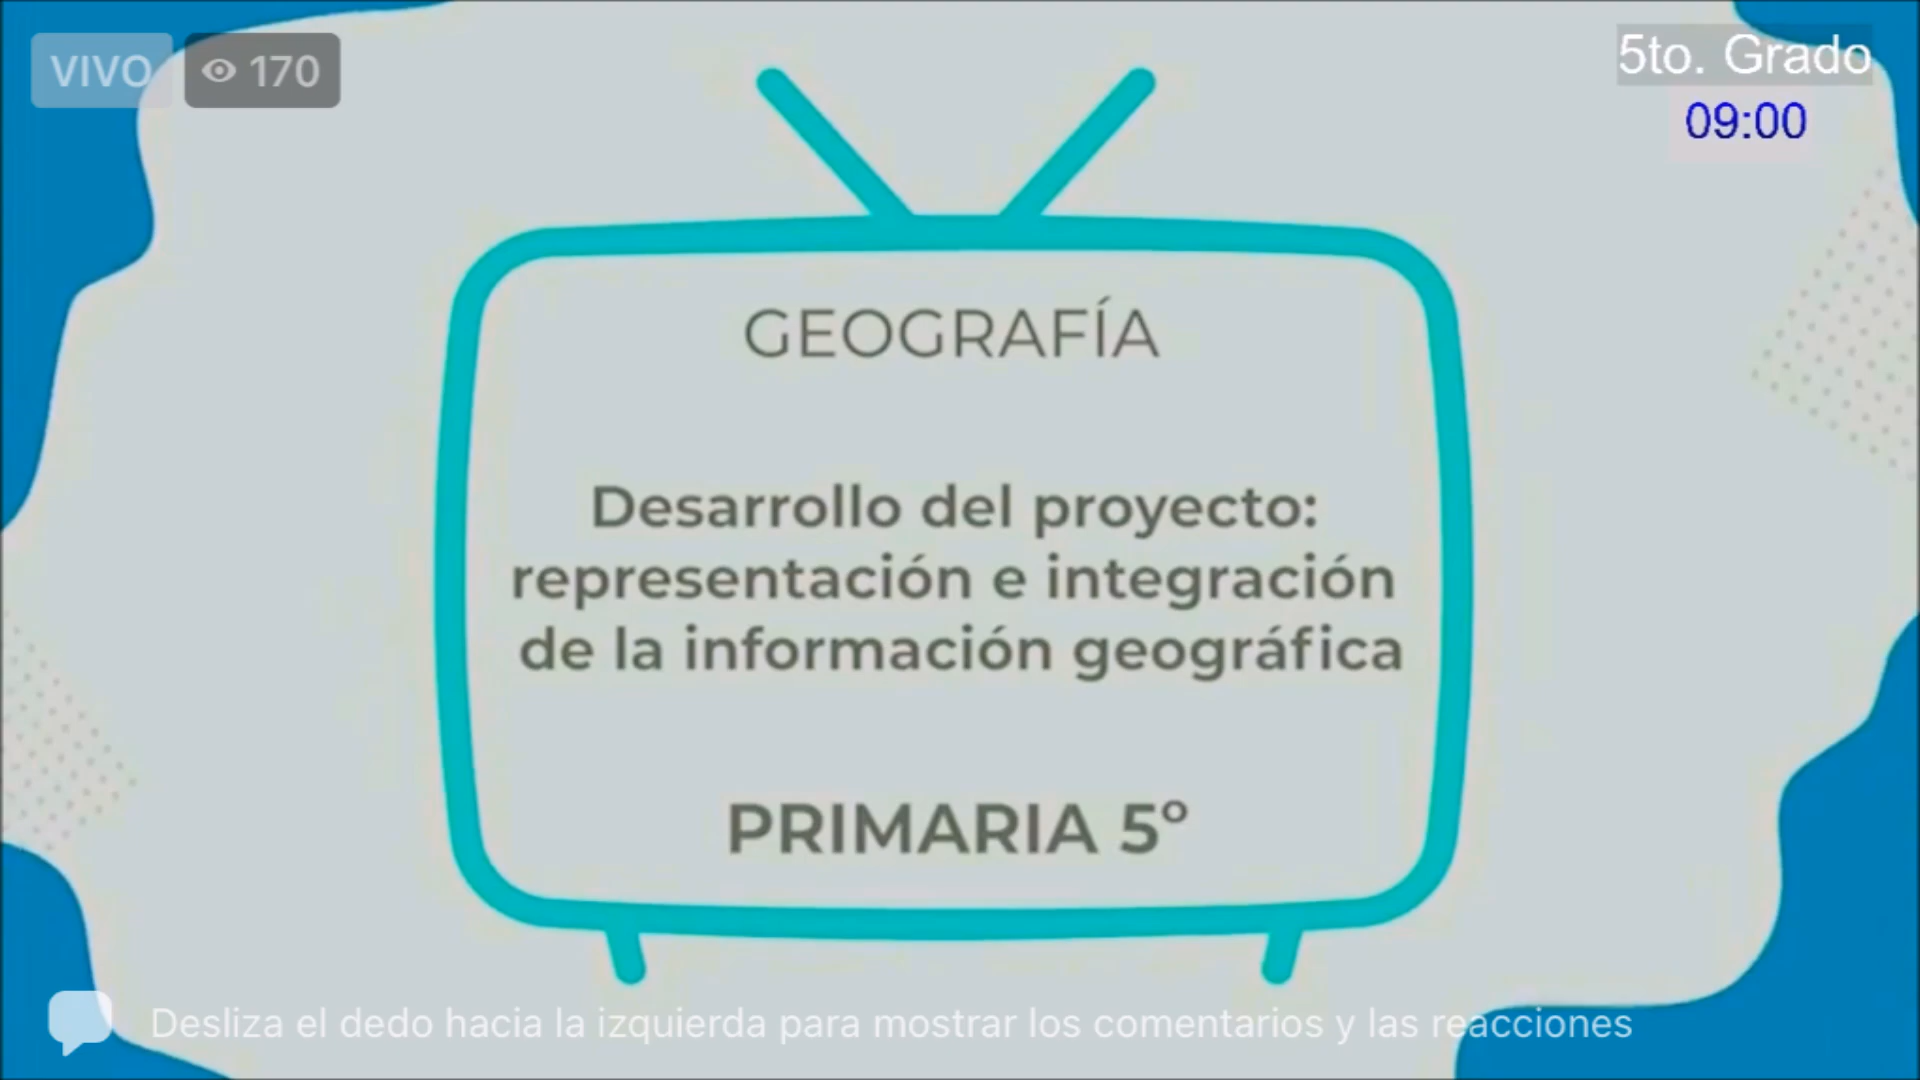 VIVO
170
5to. Grado
09:00
GEOGRAFÍA
Desarrollo del proyecto:
representación e integración
de la información geográfica
PRIMARIA 5º
Desliza el dedo hacia la izquierda para mostrar los comentarios y las reacciones